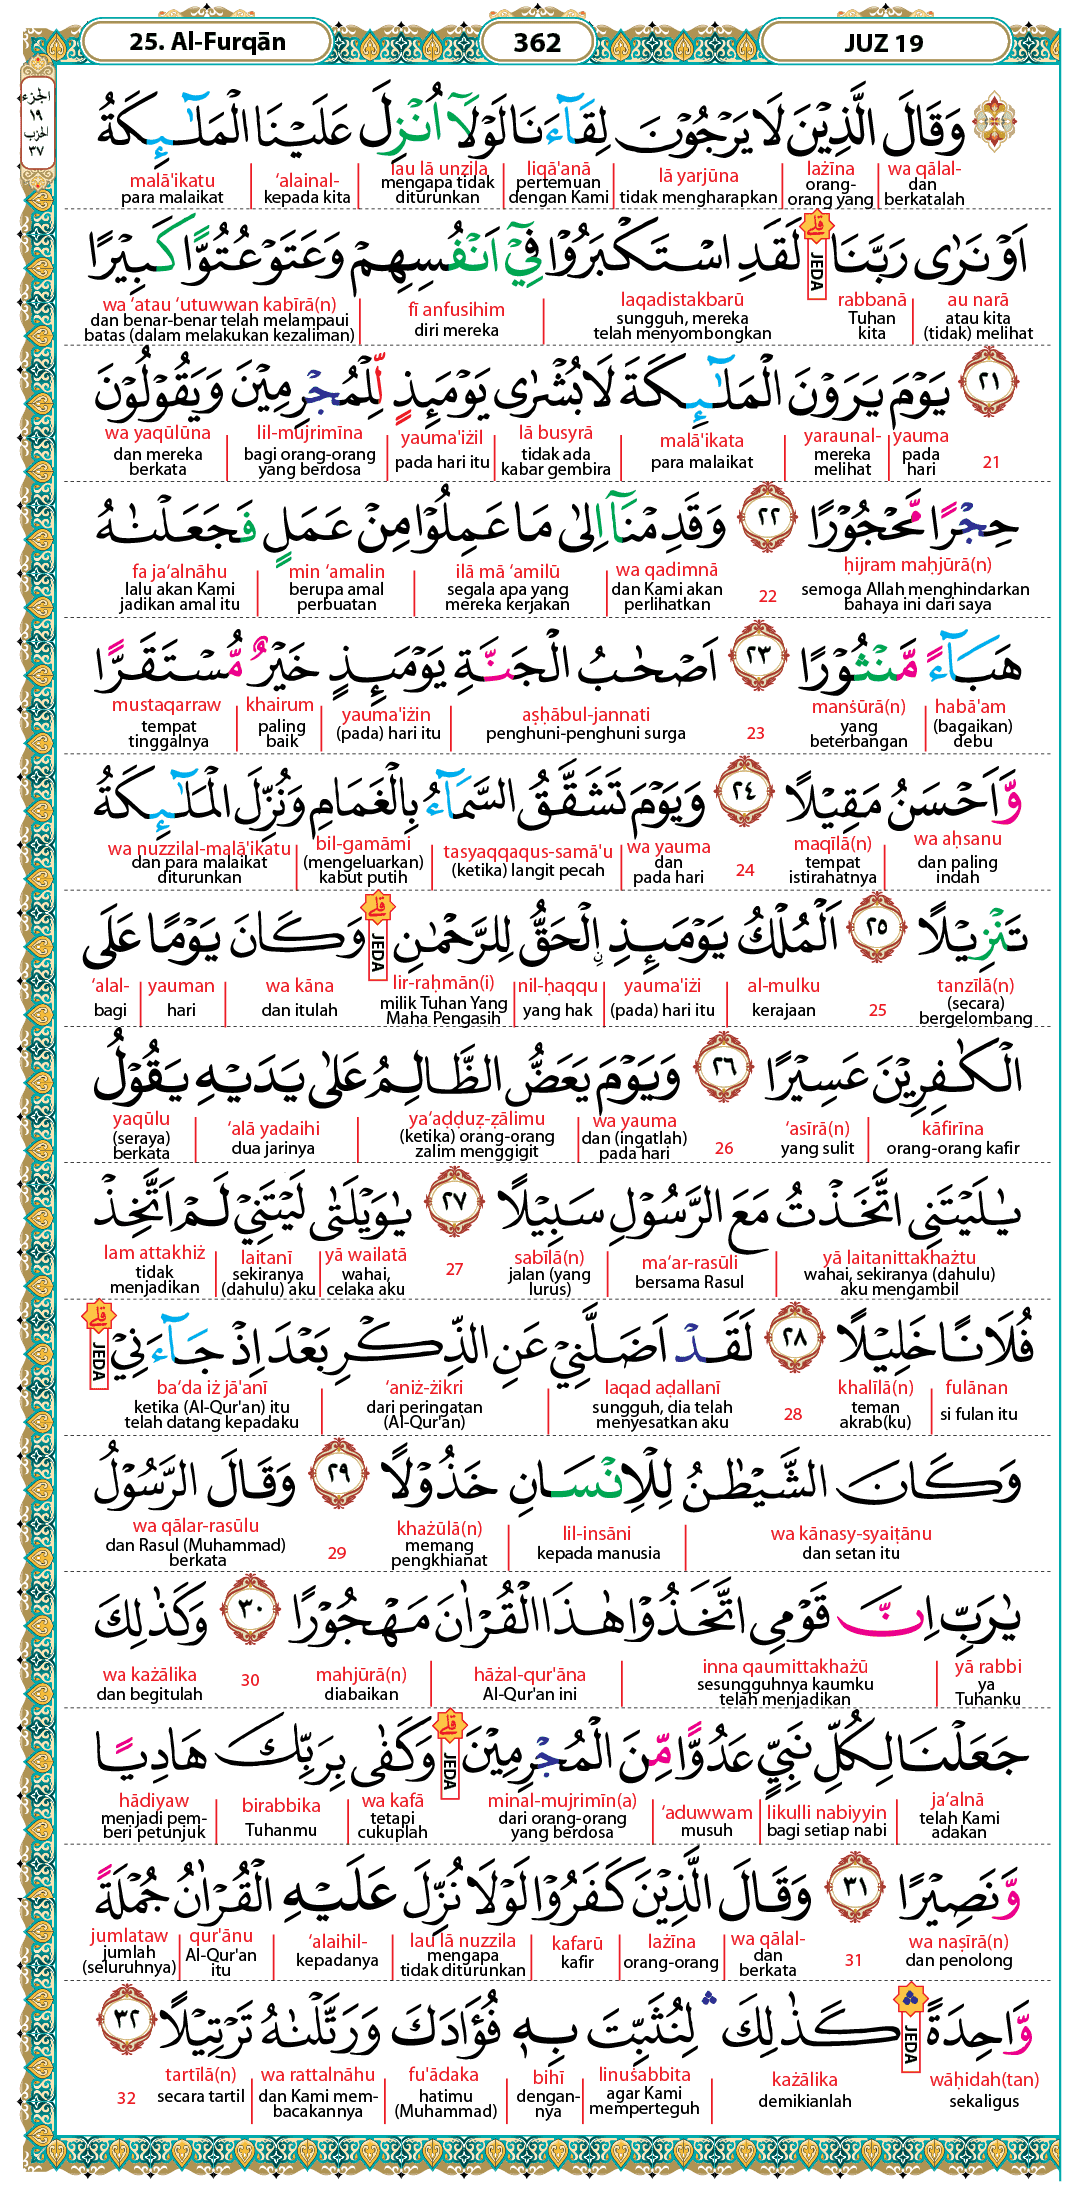 25. Al-Furqān 362 JUZ 19
الجزء
١٩
الحزب
٣٧
وَقَالَ الَّذِيْنَ لَا يَرْجُوْنَ لِقَاۤءَنَا لَوْلَآ اُنْزِلَ عَلَيْنَا الْمَلٰۤىِٕكَةُ
wa qālal- lażīna lā yarjūna liqā'anā lau lā unzila ‘alainal- malā'ikatu
dan orang- tidak mengharapkan pertemuan mengapa tidak kepada kita para malaikat
berkatalah orang yang dengan Kami diturunkan
اَوْ نَرٰى رَبَّنَا ۗ لَقَدِ اسْتَكْبَرُوْا فِيْٓ اَنْفُسِهِمْ وَعَتَوْ عُتُوًّا كَبِيْرًا
JEDA
au narā rabbanā laqadistakbarū fī anfusihim wa ‘atau ‘utuwwan kabīrā(n)
atau kita Tuhan sungguh, mereka diri mereka dan benar-benar telah melampaui
(tidak) melihat kita telah menyombongkan batas (dalam melakukan kezaliman)
٢١ يَوْمَ يَرَوْنَ الْمَلٰۤىِٕكَةَ لَا بُشْرٰى يَوْمَىِٕذٍ لِّلْمُجْرِمِيْنَ وَيَقُوْلُوْنَ
21 yauma yaraunal- malā'ikata lā busyrā yauma'iżil lil-mujrimīna wa yaqūlūna
pada mereka para malaikat tidak ada pada hari itu bagi orang-orang dan mereka
hari melihat kabar gembira yang berdosa berkata
حِجْرًا مَّحْجُوْرًا ٢٢ وَقَدِمْنَآ اِلٰى مَا عَمِلُوْا مِنْ عَمَلٍ فَجَعَلْنٰهُ
ḥijram maḥjūrā(n) 22 wa qadimnā ilā mā ‘amilū min ‘amalin fa ja‘alnāhu
semoga Allah menghindarkan dan Kami akan segala apa yang berupa amal lalu akan Kami
bahaya ini dari saya perlihatkan mereka kerjakan perbuatan jadikan amal itu
هَبَاۤءً مَّنْثُوْرًا ٢٣ اَصْحٰبُ الْجَنَّةِ يَوْمَىِٕذٍ خَيْرٌ مُّسْتَقَرًّا
habā'am manṡūrā(n) 23 aṣḥābul-jannati yauma'iżin khairum mustaqarraw
(bagaikan) yang penghuni-penghuni surga (pada) hari itu paling tempat
debu beterbangan baik tinggalnya
وَّاَحْسَنُ مَقِيْلًا ٢٤ وَيَوْمَ تَشَقَّقُ السَّمَاۤءُ بِالْغَمَامِ وَنُزِّلَ الْمَلٰۤىِٕكَةُ
wa aḥsanu maqīlā(n) 24 wa yauma tasyaqqaqus-samā'u bil-gamāmi wa nuzzilal-malā'ikatu
dan paling tempat dan (ketika) langit pecah (mengeluarkan) dan para malaikat
indah istirahatnya pada hari kabut putih diturunkan
تَنْزِيْلًا ٢٥ اَلْمُلْكُ يَوْمَىِٕذِ ࣙالْحَقُّ لِلرَّحْمٰنِ ۗ وَكَانَ يَوْمًا عَلَى
JEDA
tanzīlā(n) 25 al-mulku yauma'iżi nil-ḥaqqu lir-raḥmān(i) wa kāna yauman ‘alal-
(secara) kerajaan (pada) hari itu yang hak milik Tuhan Yang dan itulah hari bagi
bergelombang Maha Pengasih
الْكٰفِرِيْنَ عَسِيْرًا ٢٦ وَيَوْمَ يَعَضُّ الظَّالِمُ عَلٰى يَدَيْهِ يَقُوْلُ
kāfirīna ‘asīrā(n) 26 wa yauma ya‘aḍḍuẓ-ẓālimu ‘alā yadaihi yaqūlu
orang-orang kafir yang sulit dan (ingatlah) (ketika) orang-orang dua jarinya (seraya)
pada hari zalim menggigit berkata
يٰلَيْتَنِى اتَّخَذْتُ مَعَ الرَّسُوْلِ سَبِيْلًا ٢٧ يٰوَيْلَتٰى لَيْتَنِيْ لَمْ اَتَّخِذْ
yā laitanittakhażtu ma‘ar-rasūli sabīlā(n) 27 yā wailatā laitanī lam attakhiż
wahai, sekiranya (dahulu) bersama Rasul jalan (yang wahai, sekiranya tidak
aku mengambil lurus) celaka aku (dahulu) aku menjadikan
فُلَانًا خَلِيْلًا ٢٨ لَقَدْ اَضَلَّنِيْ عَنِ الذِّكْرِ بَعْدَ اِذْ جَاۤءَنِيْ ۗ
JEDA
fulānan khalīlā(n) 28 laqad aḍallanī ‘aniż-żikri ba‘da iż jā'anī
si fulan itu teman sungguh, dia telah dari peringatan ketika (Al-Qur'an) itu
akrab(ku) menyesatkan aku (Al-Qur'an) telah datang kepadaku
وَكَانَ الشَّيْطٰنُ لِلْاِنْسَانِ خَذُوْلًا ٢٩ وَقَالَ الرَّسُوْلُ
wa kānasy-syaiṭānu lil-insāni khażūlā(n) 29 wa qālar-rasūlu
dan setan itu kepada manusia memang dan Rasul (Muhammad)
pengkhianat berkata
يٰرَبِّ اِنَّ قَوْمِى اتَّخَذُوْا هٰذَا الْقُرْاٰنَ مَهْجُوْرًا ٣٠ وَكَذٰلِكَ
yā rabbi inna qaumittakhażū hāżal-qur'āna mahjūrā(n) 30 wa każālika
ya sesungguhnya kaumku Al-Qur'an ini diabaikan dan begitulah
Tuhanku telah menjadikan
جَعَلْنَا لِكُلِّ نَبِيٍّ عَدُوًّا مِّنَ الْمُجْرِمِيْنَ ۗ وَكَفٰى بِرَبِّكَ هَادِيًا
JEDA
ja‘alnā likulli nabiyyin ‘aduwwam minal-mujrimīn(a) wa kafā birabbika hādiyaw
telah Kami bagi setiap nabi musuh dari orang-orang tetapi Tuhanmu menjadi pem-
adakan yang berdosa cukuplah beri petunjuk
وَّنَصِيْرًا ٣١ وَقَالَ الَّذِيْنَ كَفَرُوْا لَوْلَا نُزِّلَ عَلَيْهِ الْقُرْاٰنُ جُمْلَةً
wa naṣīrā(n) 31 wa qālal- lażīna kafarū lau lā nuzzila ‘alaihil- qur'ānu jumlataw
dan penolong dan orang-orang kafir mengapa kepadanya Al-Qur'an jumlah
berkata tidak diturunkan itu (seluruhnya)
وَّاحِدَةً ۛ كَذٰلِكَ ۛ لِنُثَبِّتَ بِهٖ فُؤَادَكَ وَرَتَّلْنٰهُ تَرْتِيْلًا ٣٢
JEDA
wāḥidah(tan) każālika linuṡabbita bihī fu'ādaka wa rattalnāhu tartīlā(n) 32
sekaligus demikianlah agar Kami dengan- hatimu dan Kami mem- secara tartil
memperteguh nya (Muhammad) bacakannya